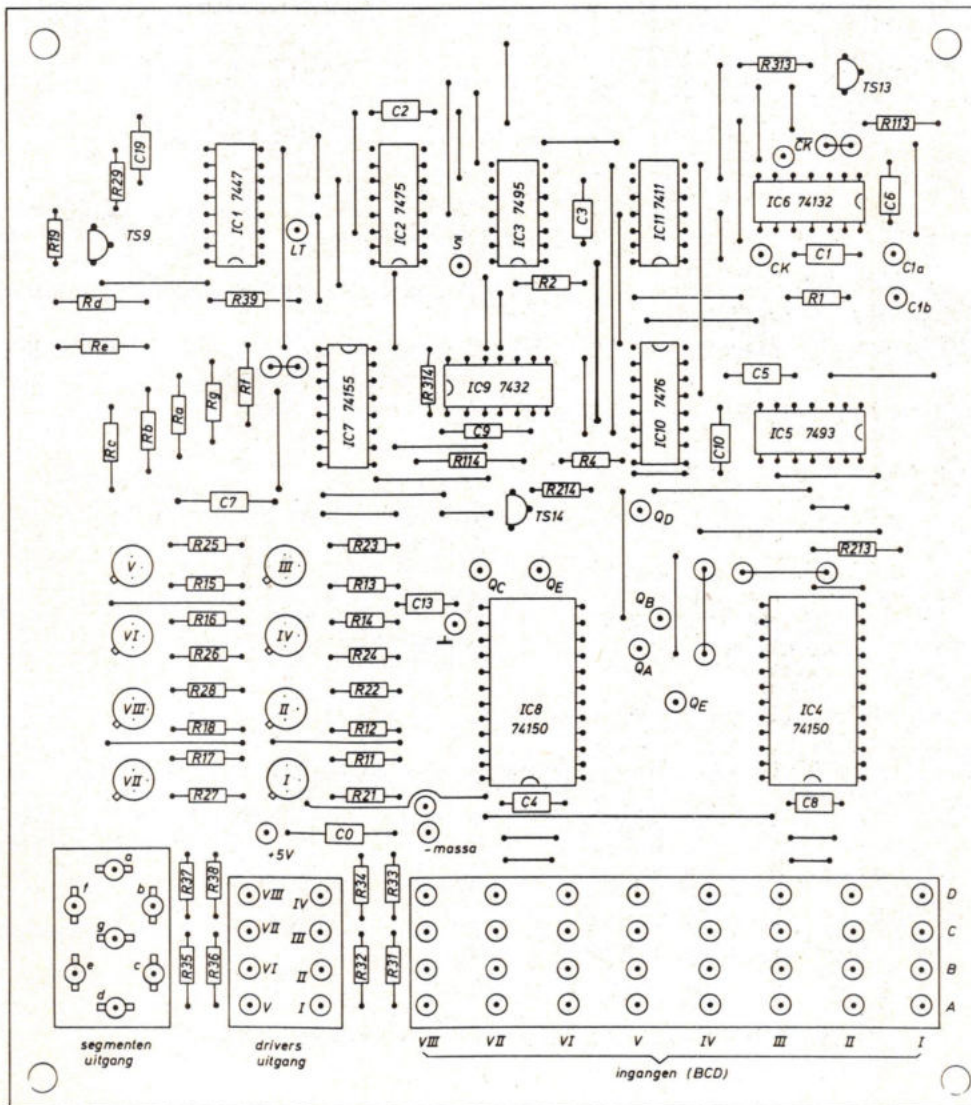 C2
R313
TS13
R113
C19
R29
R19
TS9
IC1 7447
LT
IC2 7475
S̅
IC3 7495
C3
IC11 7411
C̅K̅
IC6 74132
C6
CK
C1
C1a
C1b
Rd
R39
R2
R1
Re
Rc
Rb
Ra
Rg
Rf
IC7 74155
R314
IC9 7432
C9
IC10 7476
C5
C10
IC5 7493
R114
R4
C7
R214
TS14
QD
R213
V
R25
III
R23
R15
R13
QC
QE
C13
QB
VI
R16
IV
R14
⊥
R26
R24
QA
VIII
R28
II
R22
QE
R18
R12
IC8
74150
IC4
74150
VII
R17
I
R11
R27
R21
C4
C8
+5V
C0
-massa
a
f
b
g
e
c
d
R37
R38
R35
R36
VIII
IV
VII
III
VI
II
V
I
R34
R33
R32
R31
D
C
B
A
segmenten
uitgang
drivers
uitgang
VIII VII VI V IV III II I
ingangen (BCD)